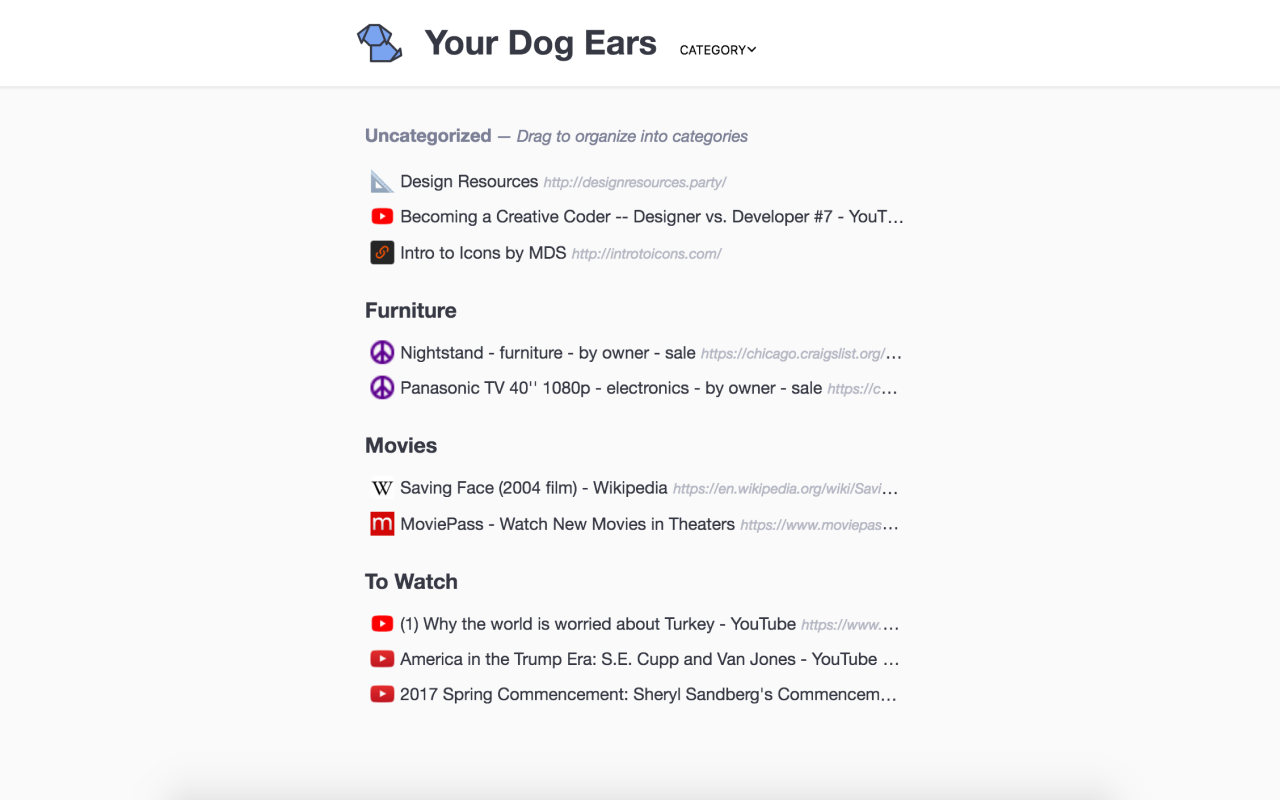 Your Dog Ears CATEGORY
Uncategorized — Drag to organize into categories
Design Resources http://designresources.party/
Becoming a Creative Coder -- Designer vs. Developer #7 - YouT...
Intro to Icons by MDS http://introtoicons.com/
Furniture
Nightstand - furniture - by owner - sale https://chicago.craigslist.org/...
Panasonic TV 40'' 1080p - electronics - by owner - sale https://c...
Movies
W Saving Face (2004 film) - Wikipedia https://en.wikipedia.org/wiki/Savi...
m MoviePass - Watch New Movies in Theaters https://www.moviepas...
To Watch
(1) Why the world is worried about Turkey - YouTube https://www....
America in the Trump Era: S.E. Cupp and Van Jones - YouTube ...
2017 Spring Commencement: Sheryl Sandberg's Commencem...